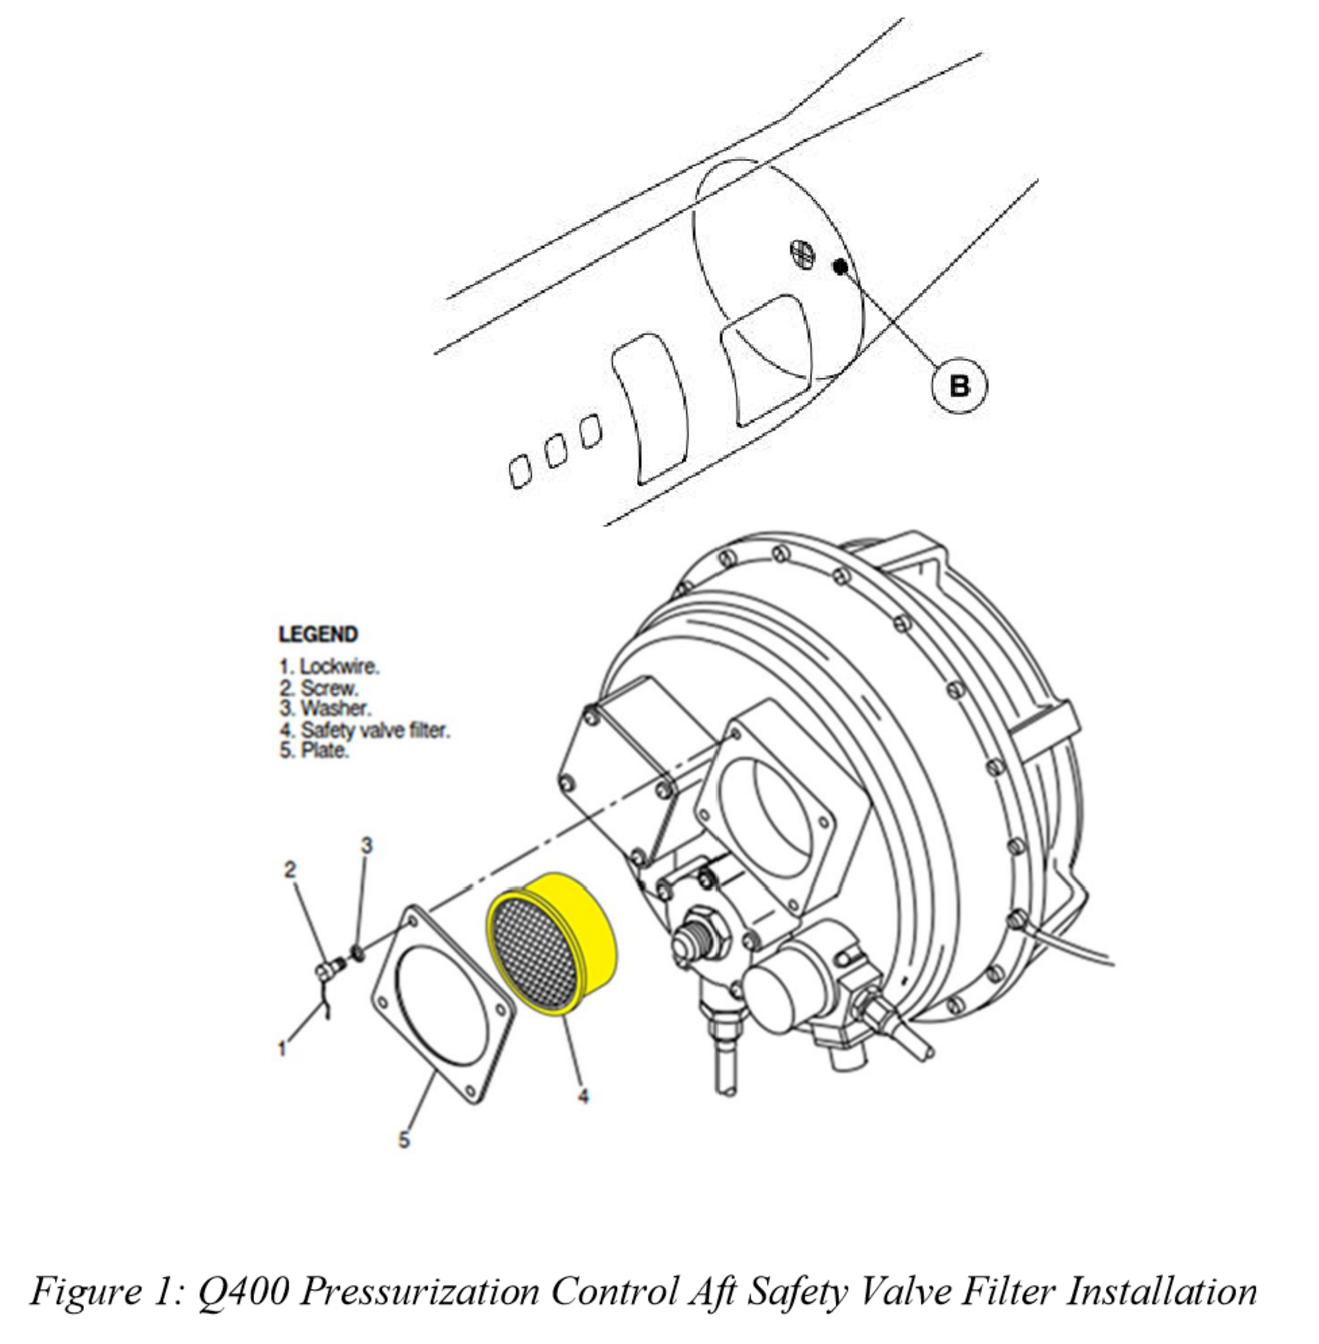 B
LEGEND
1. Lockwire.
2. Screw.
3. Washer.
4. Safety valve filter.
5. Plate.
3
2
1
4
5
Figure 1: Q400 Pressurization Control Aft Safety Valve Filter Installation